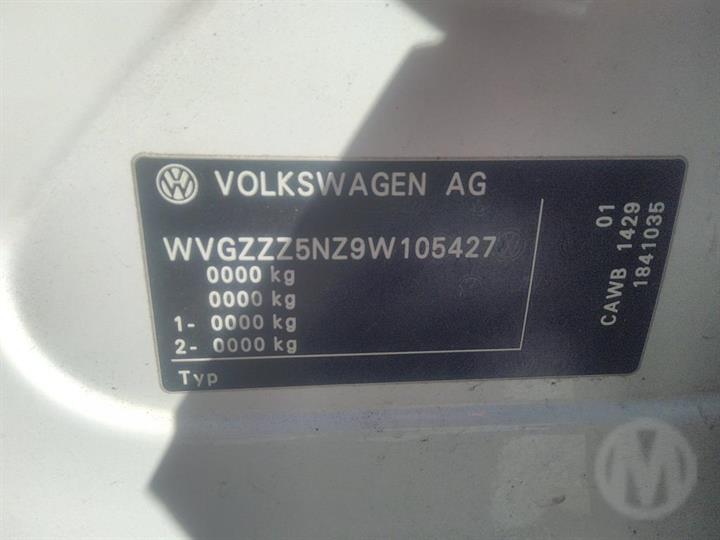 VOLKSWAGEN AG
WVGZZZ5NZ9W105427
0000 kg
0000 kg
1- 0000 kg
2- 0000 kg
Typ
01
CAWB 1429
1841035
M